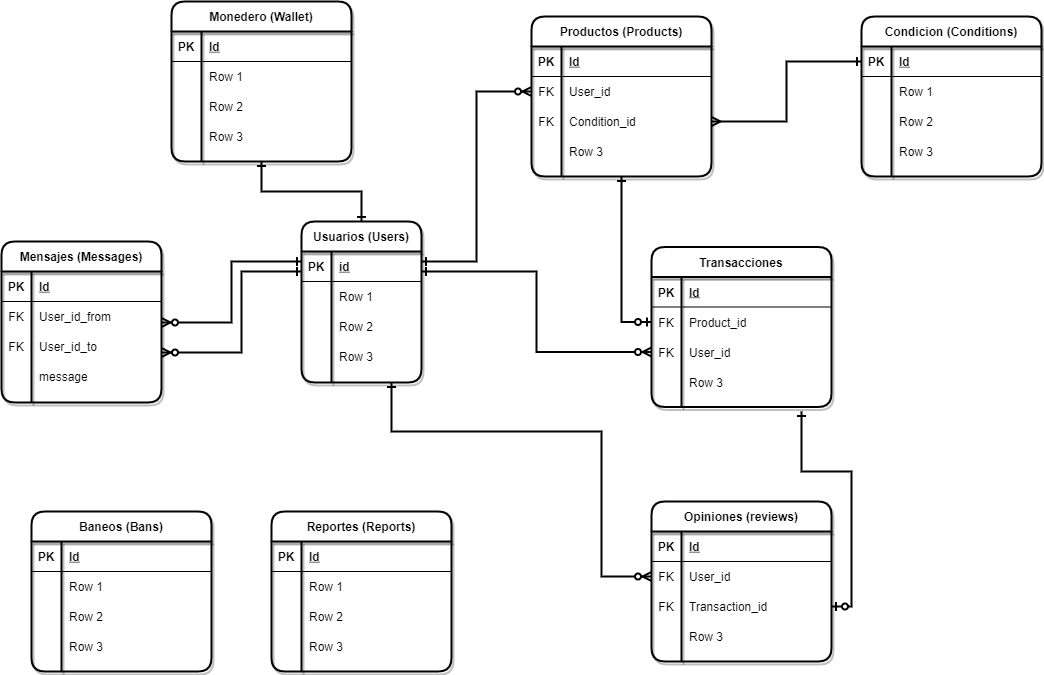 Monedero (Wallet)
PK Id
Row 1
Row 2
Row 3
Productos (Products)
PK Id
FK User_id
FK Condition_id
Row 3
Condicion (Conditions)
PK Id
Row 1
Row 2
Row 3
Mensajes (Messages)
PK Id
FK User_id_from
FK User_id_to
message
Usuarios (Users)
PK id
Row 1
Row 2
Row 3
Transacciones
PK Id
FK Product_id
FK User_id
Row 3
Baneos (Bans)
PK Id
Row 1
Row 2
Row 3
Reportes (Reports)
PK Id
Row 1
Row 2
Row 3
Opiniones (reviews)
PK Id
FK User_id
FK Transaction_id
Row 3